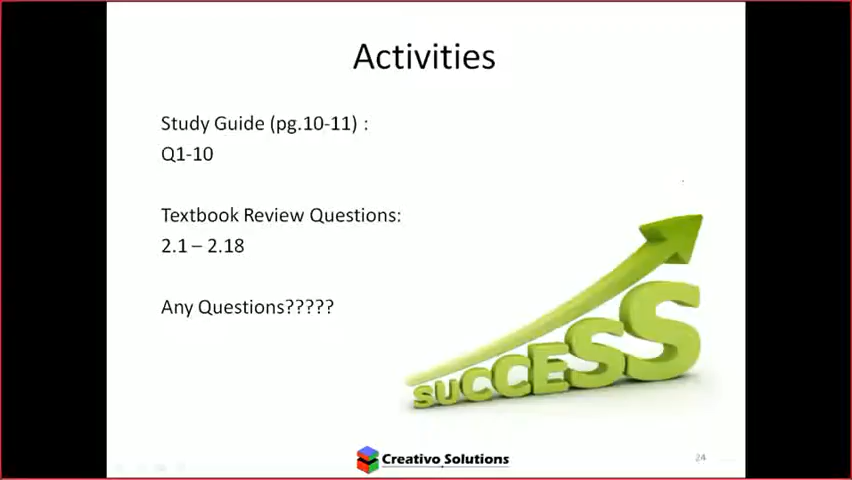 Activities
Study Guide (pg.10-11) :
Q1-10
Textbook Review Questions:
2.1 – 2.18
Any Questions?????
SUCCESS
Creativo Solutions
24